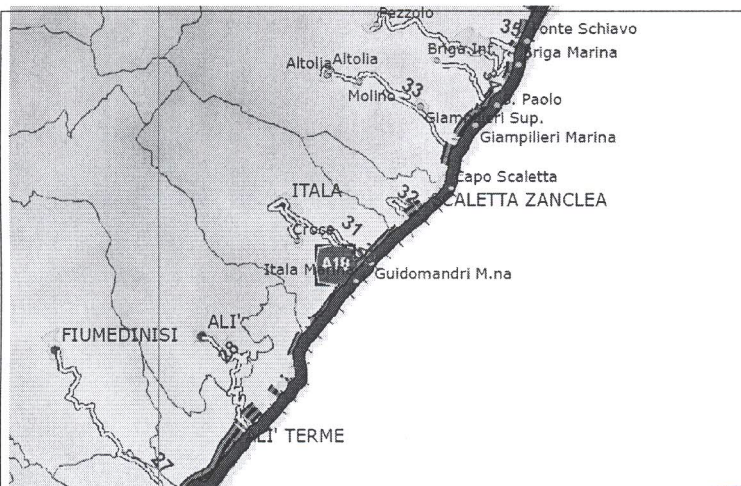 Pezzolo
35
Ponte Schiavo
Briga Int.
Briga Marina
Altolia
Altolia
Molino
33
S. Paolo
Giampilieri Sup.
Giampilieri Marina
Capo Scaletta
ITALA
32
SCALETTA ZANCLEA
31
Croce
A18
Itala Marina
Guidomandri M.na
FIUMEDINISI
ALI'
28
ALI' TERME
27